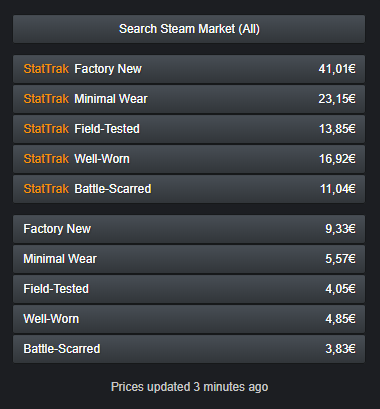 Search Steam Market (All)
StatTrak Factory New 41,01€
StatTrak Minimal Wear 23,15€
StatTrak Field-Tested 13,85€
StatTrak Well-Worn 16,92€
StatTrak Battle-Scarred 11,04€
Factory New 9,33€
Minimal Wear 5,57€
Field-Tested 4,05€
Well-Worn 4,85€
Battle-Scarred 3,83€
Prices updated 3 minutes ago